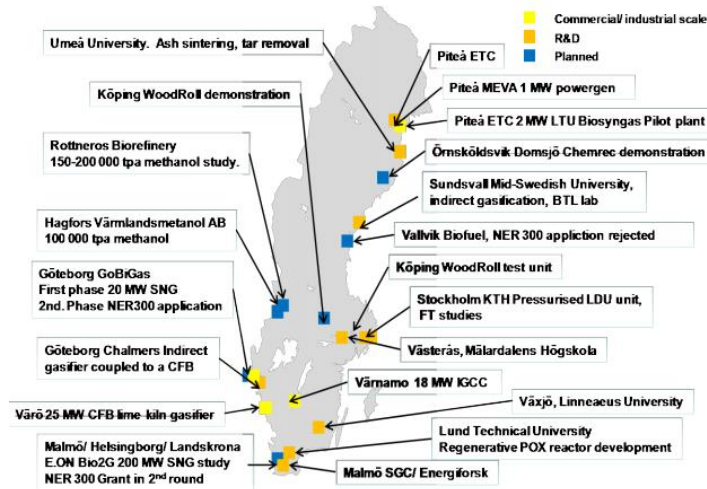 Commercial/ industrial scale
R&D
Planned
Umeå University. Ash sintering, tar removal
Piteå ETC
Piteå MEVA 1 MW powergen
Köping WoodRoll demonstration
Piteå ETC 2 MW LTU Biosyngas Pilot plant
Rottneros Biorefinery
150-200 000 tpa methanol study.
Örnsköldsvik Domsjö Chemrec demonstration
Sundsvall Mid-Swedish University,
indirect gasification, BTL lab
Hagfors Värmlandsmetanol AB
100 000 tpa methanol
Vallvik Biofuel, NER 300 appliction rejected
Göteborg GoBiGas
First phase 20 MW SNG
2nd. Phase NER300 application
Köping WoodRoll test unit
Stockholm KTH Pressurised LDU unit,
FT studies
Göteborg Chalmers Indirect
gasifier coupled to a CFB
Västerås, Mälardalens Högskola
Värnamo 18 MW IGCC
Värö 25 MW CFB lime kiln gasifier
Växjö, Linneaeus University
Malmö/ Helsingborg/ Landskrona
E.ON Bio2G 200 MW SNG study
NER 300 Grant in 2nd round
Lund Technical University
Regenerative POX reactor development
Malmö SGC/ Energiforsk